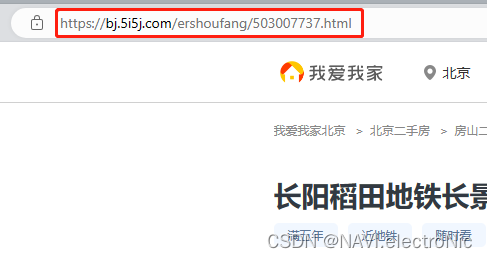 https://bj.5i5j.com/ershoufang/503007737.html
我爱我家 北京
我爱我家北京 > 北京二手房 > 房山二
长阳稻田地铁长景
满五年 近地铁 随时看
CSDN @NAVI.electronic